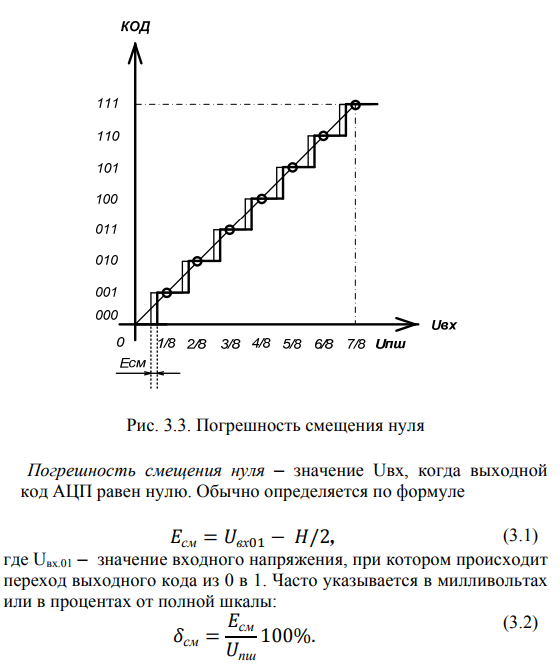 КОД
111
110
101
100
011
010
001
000
Uвх
0 1/8 2/8 3/8 4/8 5/8 6/8 7/8 Uпш
Eсм
Рис. 3.3. Погрешность смещения нуля
Погрешность смещения нуля – значение Uвх, когда выходной
код АЦП равен нулю. Обычно определяется по формуле
Eсм = Uвх01 − H/2, (3.1)
где Uвх.01 – значение входного напряжения, при котором происходит
переход выходного кода из 0 в 1. Часто указывается в милливольтах
или в процентах от полной шкалы:
δсм = Eсм/Uпш 100%. (3.2)